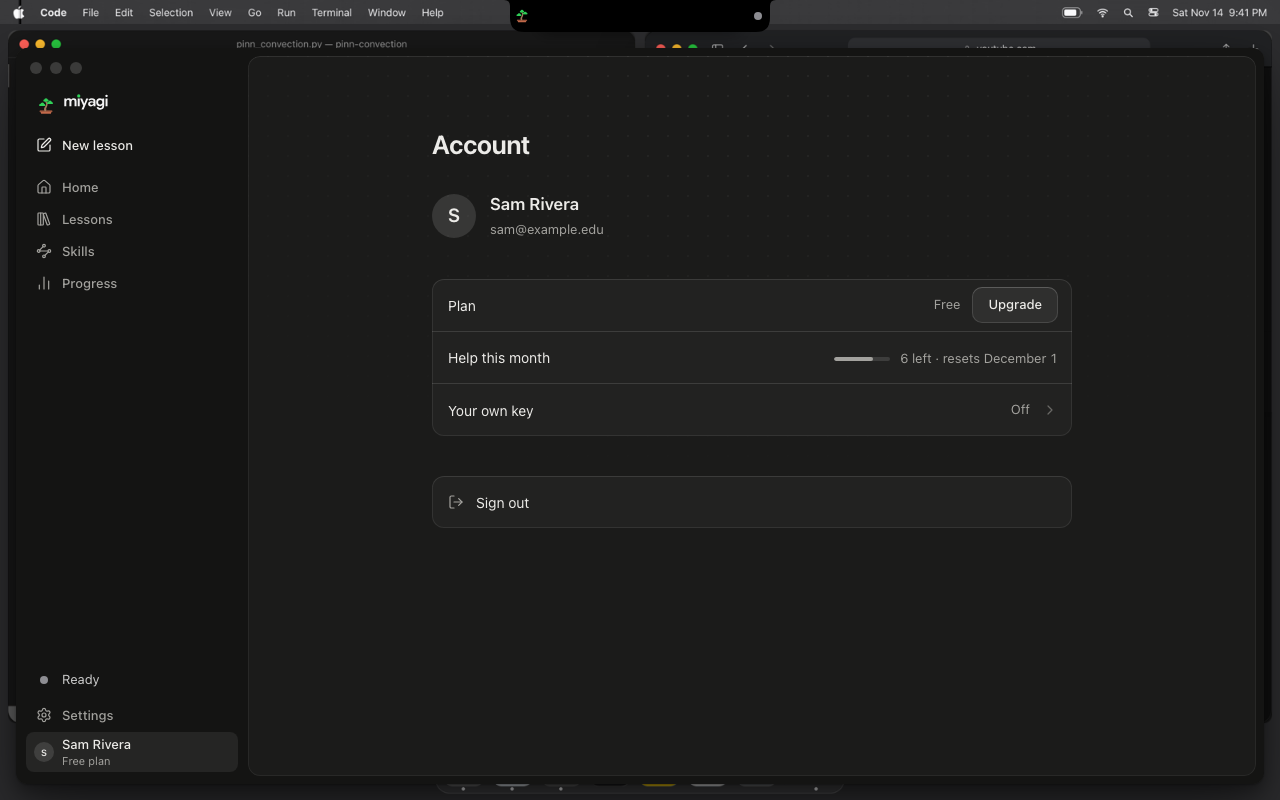 Code File Edit Selection View Go Run Terminal Window Help
Sat Nov 14 9:41 PM
pinn_convection.py — pinn-convection
miyagi
New lesson
Home
Lessons
Skills
Progress
Ready
Settings
S
Sam Rivera
Free plan
Account
S
Sam Rivera
sam@example.edu
Plan
Free
Upgrade
Help this month
6 left · resets December 1
Your own key
Off
Sign out